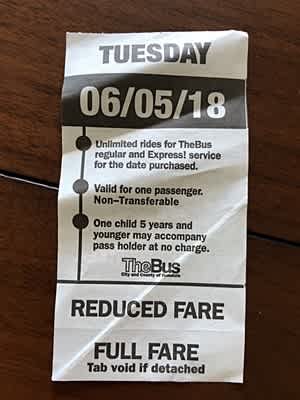 TUESDAY
06/05/18
Unlimited rides for TheBus
regular and Express! service
for the date purchased.
Valid for one passenger.
Non-Transferable
One child 5 years and
younger may accompany
pass holder at no charge.
TheBus
City and County of Honolulu
REDUCED FARE
FULL FARE
Tab void if detached